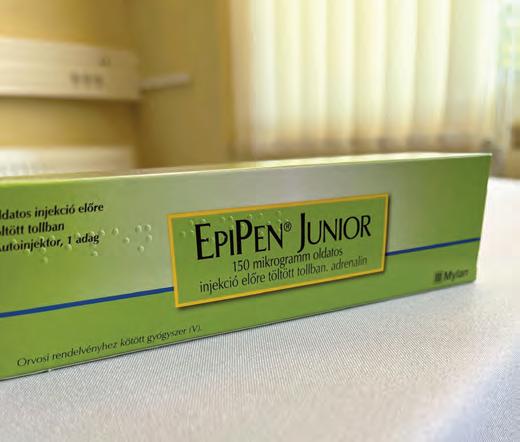 oldatos injekció előre
töltött tollban
Autoinjektor, 1 adag
EPIPEN® JUNIOR
150 mikrogramm oldatos
injekció előre töltött tollban. adrenalin
Mylan
Orvosi rendelvényhez kötött gyógyszer (V).